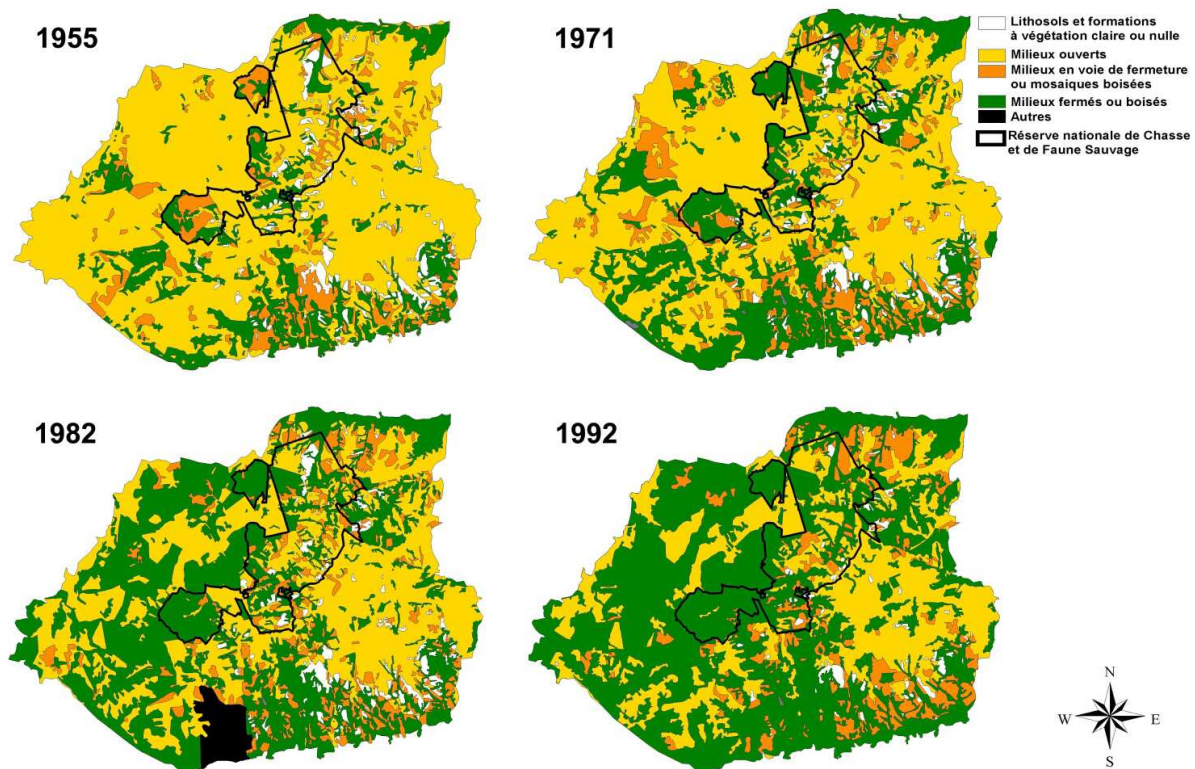 1955
1971
Lithosols et formations
à végétation claire ou nulle
Milieux ouverts
Milieux en voie de fermeture
ou mosaiques boisées
Milieux fermés ou boisés
Autres
Réserve nationale de Chasse
et de Faune Sauvage
1982
1992
N
W E
S